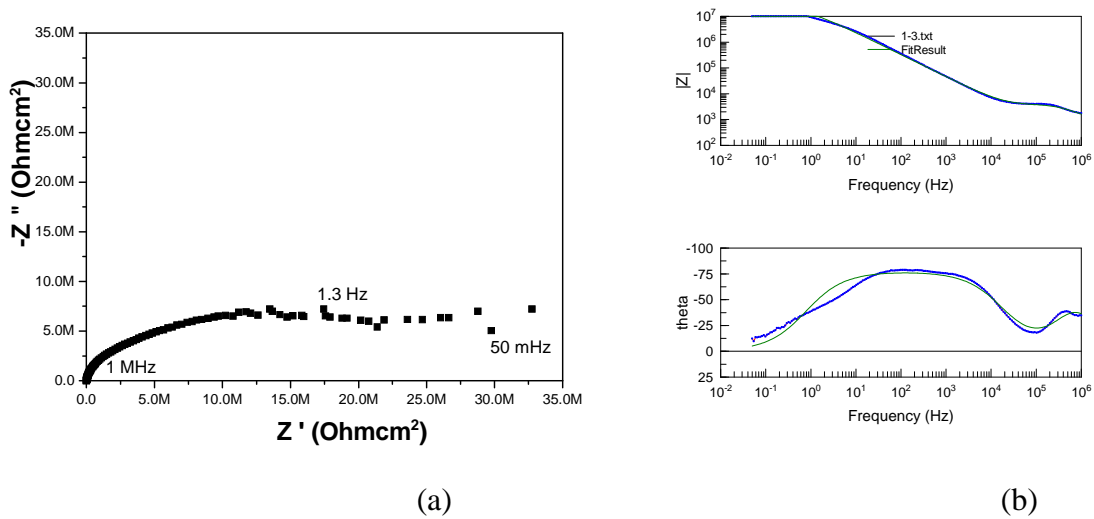 35.0M
30.0M
25.0M
20.0M
15.0M
10.0M
5.0M
0.0
-Z " (Ohmcm²)
1.3 Hz
50 mHz
1 MHz
0.0 5.0M 10.0M 15.0M 20.0M 25.0M 30.0M 35.0M
Z ' (Ohmcm²)
(a)
10⁷
10⁶
10⁵
10⁴
10³
10²
|Z|
1-3.txt
FitResult
10⁻² 10⁻¹ 10⁰ 10¹ 10² 10³ 10⁴ 10⁵ 10⁶
Frequency (Hz)
-100
-75
-50
-25
0
25
theta
10⁻² 10⁻¹ 10⁰ 10¹ 10² 10³ 10⁴ 10⁵ 10⁶
Frequency (Hz)
(b)